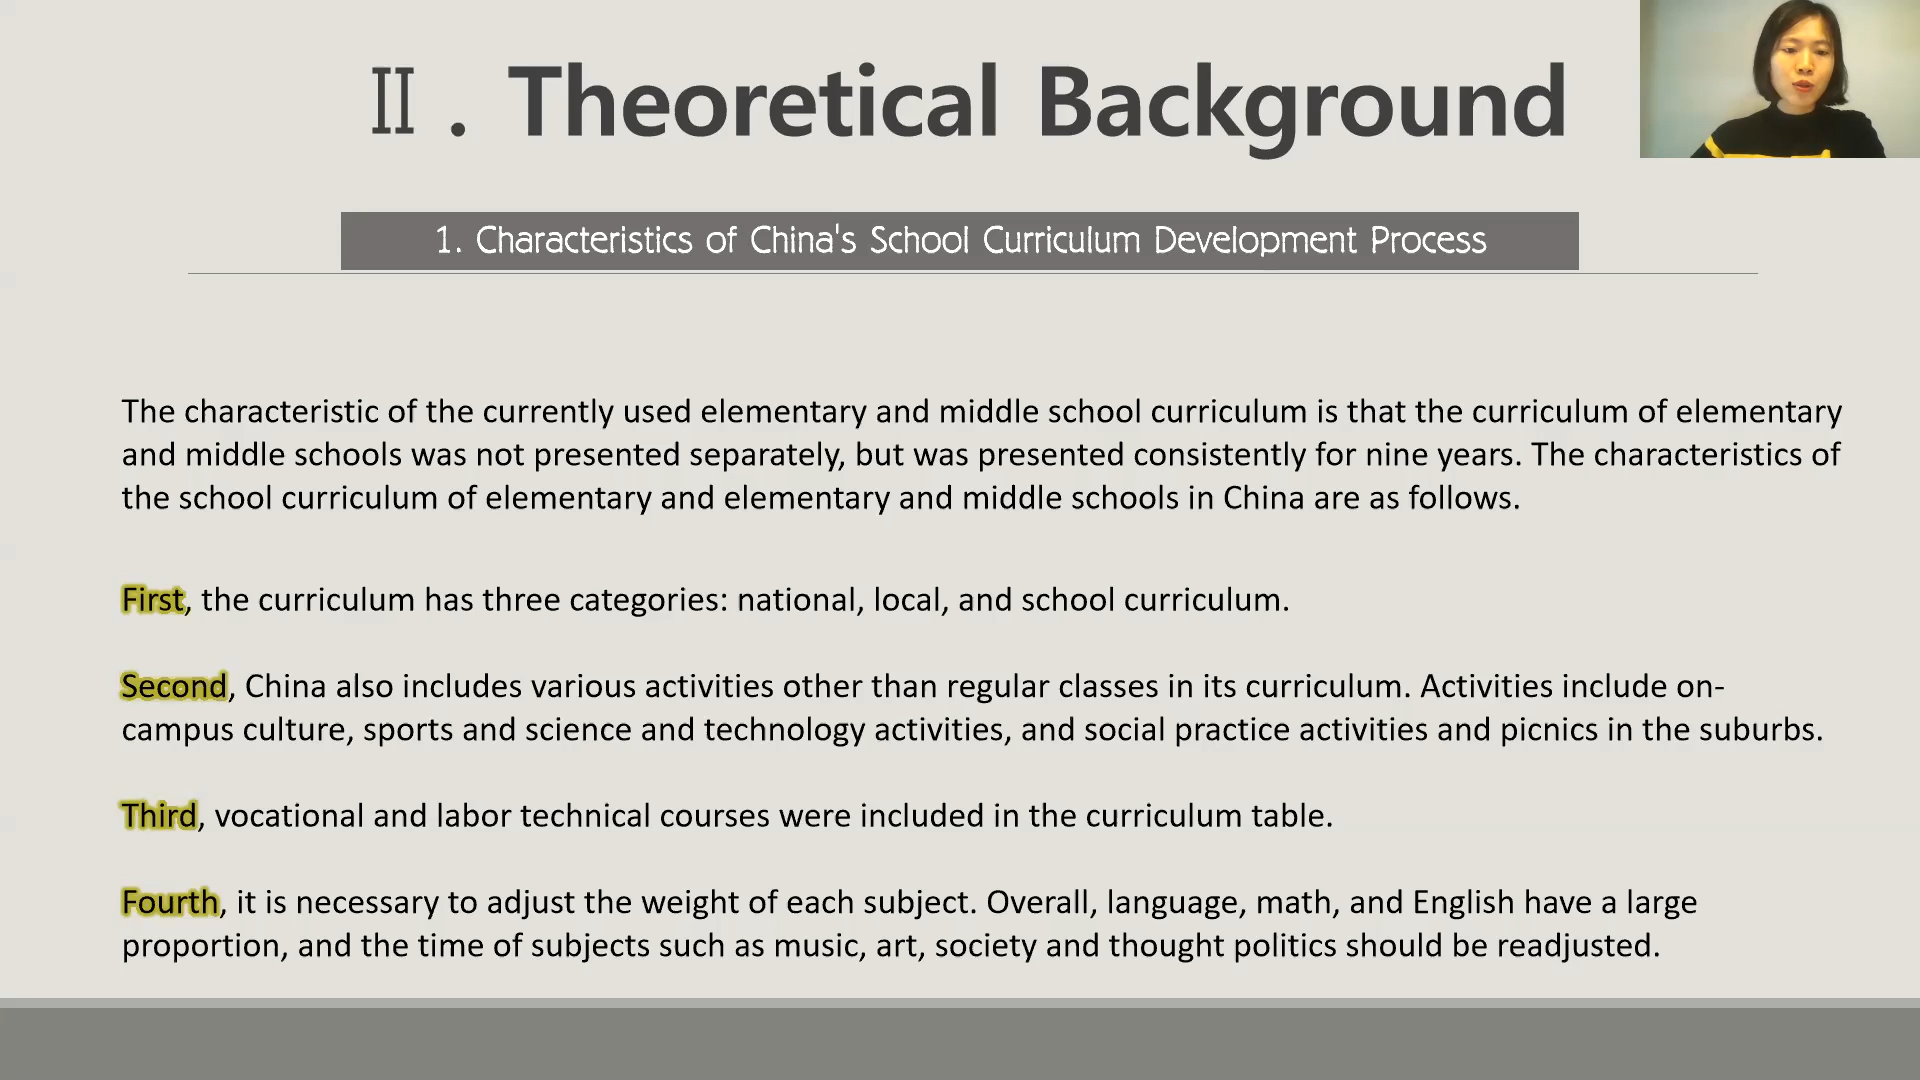 Ⅱ. Theoretical Background
1. Characteristics of China's School Curriculum Development Process
The characteristic of the currently used elementary and middle school curriculum is that the curriculum of elementary
and middle schools was not presented separately, but was presented consistently for nine years. The characteristics of
the school curriculum of elementary and elementary and middle schools in China are as follows.
First, the curriculum has three categories: national, local, and school curriculum.
Second, China also includes various activities other than regular classes in its curriculum. Activities include on-
campus culture, sports and science and technology activities, and social practice activities and picnics in the suburbs.
Third, vocational and labor technical courses were included in the curriculum table.
Fourth, it is necessary to adjust the weight of each subject. Overall, language, math, and English have a large
proportion, and the time of subjects such as music, art, society and thought politics should be readjusted.